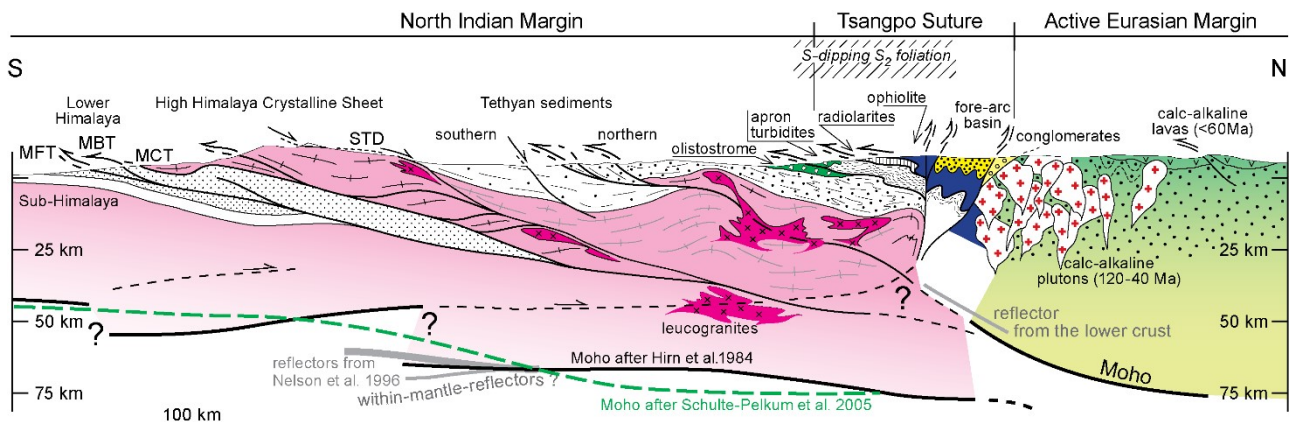 North Indian Margin
Tsangpo Suture
Active Eurasian Margin
S-dipping S2 foliation
S
N
Lower
Himalaya
High Himalaya Crystalline Sheet
Tethyan sediments
ophiolite
fore-arc
basin
calc-alkaline
lavas (<60Ma)
MFT
MBT
MCT
STD
southern
northern
apron
turbidites
radiolarites
olistostrome
conglomerates
Sub-Himalaya
25 km
25 km
calc-alkaline
plutons (120-40 Ma)
?
50 km
?
?
leucogranites
reflector
from the lower crust
50 km
reflectors from
Nelson et al. 1996
within-mantle-reflectors ?
Moho after Hirn et al.1984
Moho
75 km
Moho after Schulte-Pelkum et al. 2005
75 km
100 km